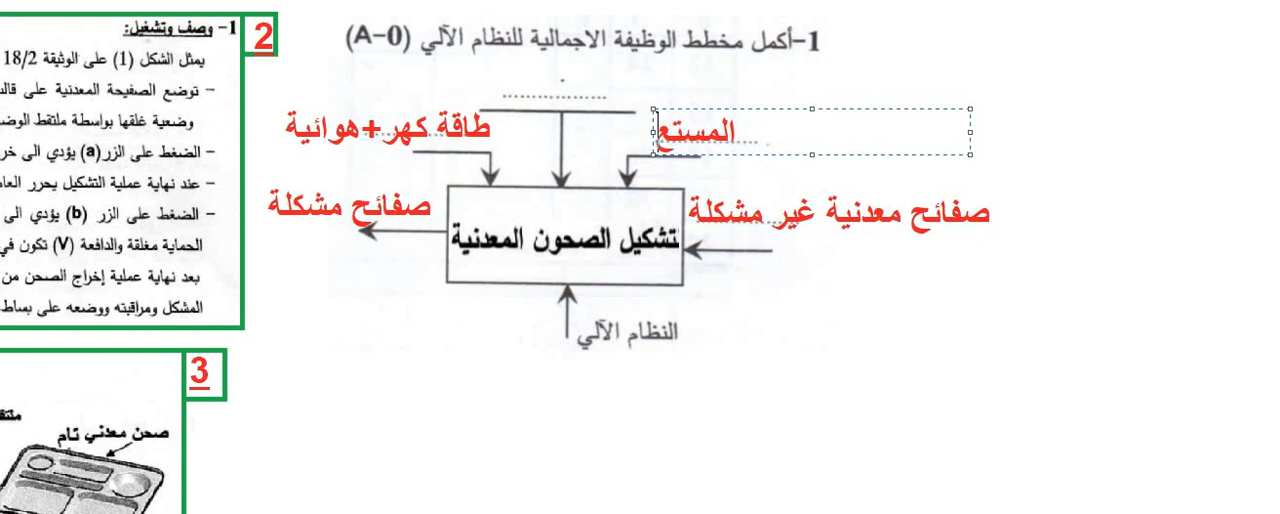 1-أكمل مخطط الوظيفة الاجمالية للنظام الآلي (A-0)
المستع
طاقة كهر+هوائية
صفائح معدنية غير مشكلة
صفائح مشكلة
تشكيل الصحون المعدنية
النظام الآلي
2
1- وصف وتشغيل:
يمثل الشكل (1) على الوثيقة 18/2
- توضع الصفيحة المعدنية على
وضعية غلقها بواسطة ملتقط
- الضغط على الزر (a) يؤدي الى
- عند نهاية عملية التشكيل يحرر
- الضغط على الزر (b) يؤدي الى
الحماية مغلقة والدافعة (V) تكون في
بعد نهاية عملية إخراج الصحن من
المشكل ومراقبته ووضعه على بساط
3
صحن معدني تام